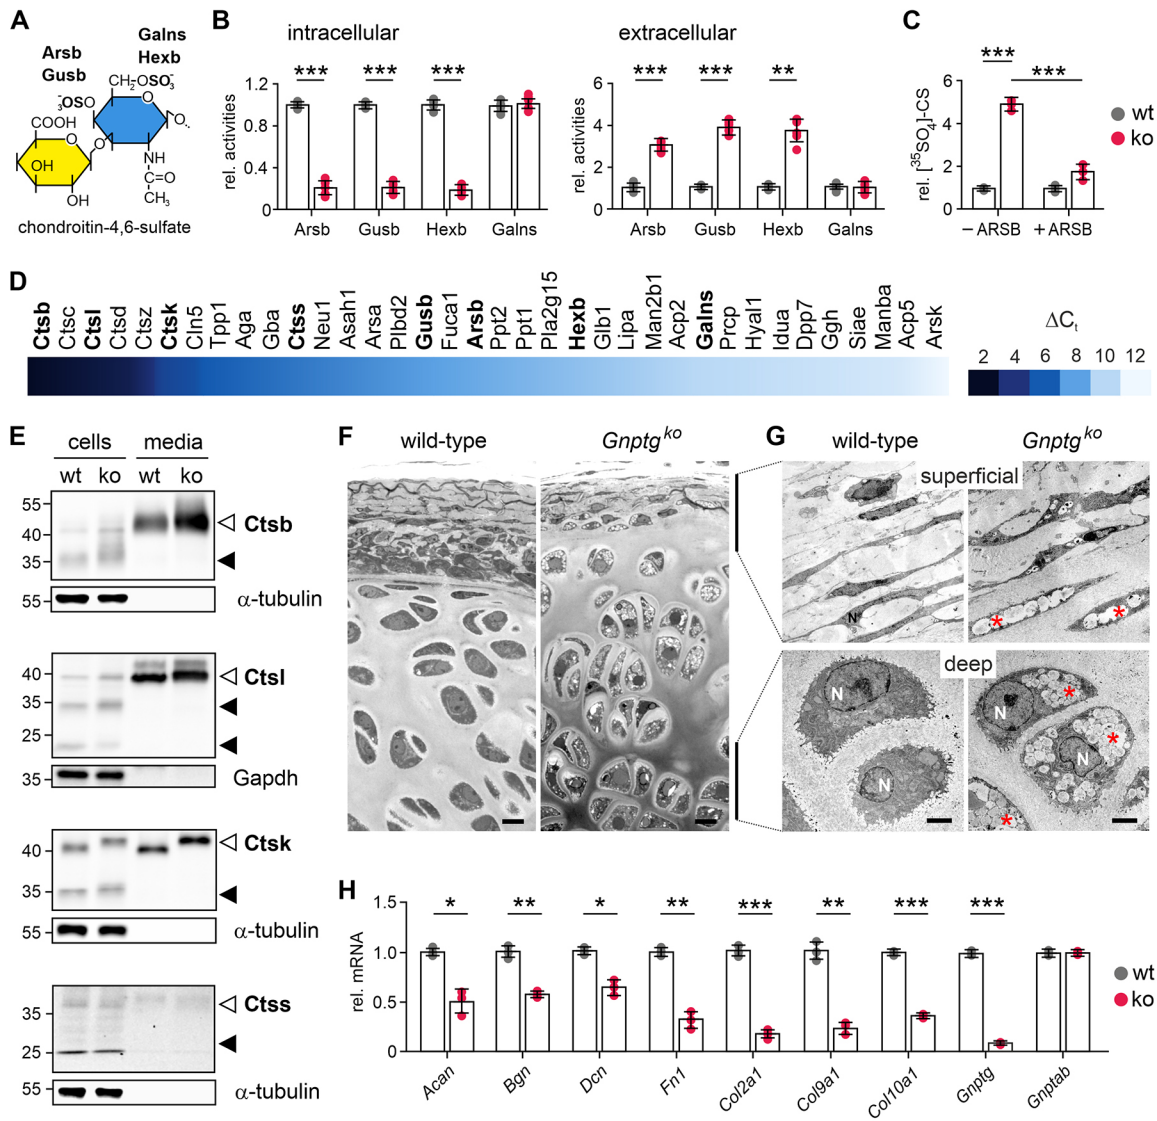 A
Arsb
Gusb
Galns
Hexb
CH2OSO3-
-3OSO
O
O
COOH
O
O
OH
OH
NH
C=O
CH3
chondroitin-4,6-sulfate
B
intracellular
rel. activities
1.2
0.8
0.4
0
***
***
***
Arsb Gusb Hexb Galns
extracellular
rel. activities
6
4
2
0
***
***
**
Arsb Gusb Hexb Galns
C
rel. [35SO4]-CS
6
4
2
0
***
***
− ARSB + ARSB
wt
ko
D
Ctsb Ctsc Ctsl Ctsd Ctsz Ctsk Cln5 Tpp1 Aga Gba Ctss Neu1 Asah1 Arsa Plbd2 Gusb Fuca1 Arsb Ppt2 Ppt1 Pla2g15 Hexb Glb1 Lipa Man2b1 Acp2 Galns Prcp Hyal1 Idua Dpp7 Ggh Siae Manba Acp5 Arsk
ΔCt
2 4 6 8 10 12
E
cells media
wt ko wt ko
55
40
35
Ctsb
55
α-tubulin
40
35
25
Ctsl
35
Gapdh
40
35
Ctsk
55
α-tubulin
35
25
Ctss
55
α-tubulin
F
wild-type Gnptgko
G
wild-type Gnptgko
superficial
N
*
*
deep
N
N
N
N
*
*
*
H
rel. mRNA
1.5
1.0
0.5
0
* ** * ** *** ** *** ***
Acan Bgn Dcn Fn1 Col2a1 Col9a1 Col10a1 Gnptg Gnptab
wt
ko